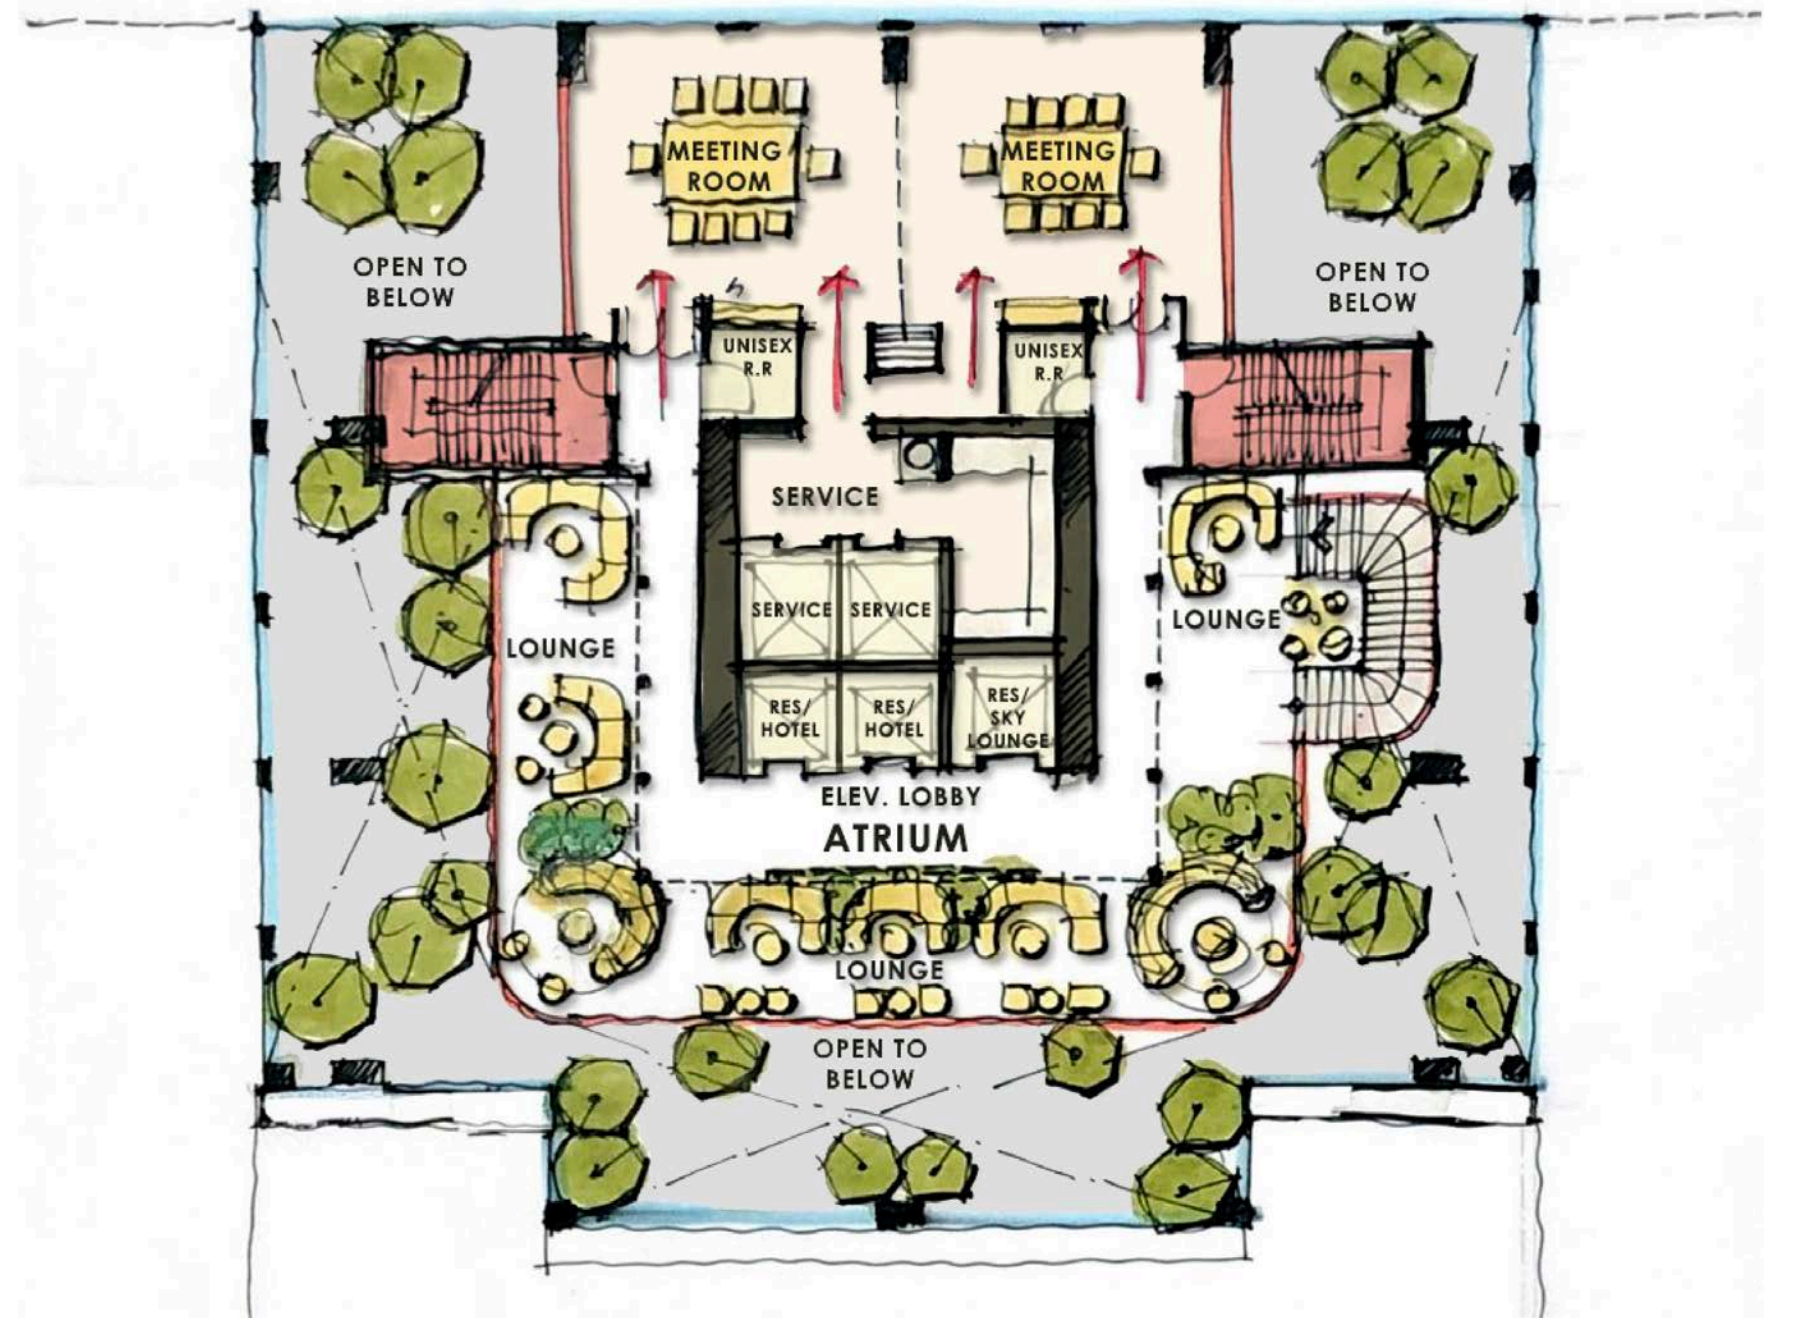 MEETING
ROOM
MEETING
ROOM
OPEN TO
BELOW
OPEN TO
BELOW
UNISEX
R.R
UNISEX
R.R
SERVICE
SERVICE
SERVICE
LOUNGE
LOUNGE
RES/
HOTEL
RES/
HOTEL
RES/
SKY
LOUNGE
ELEV. LOBBY
ATRIUM
LOUNGE
OPEN TO
BELOW